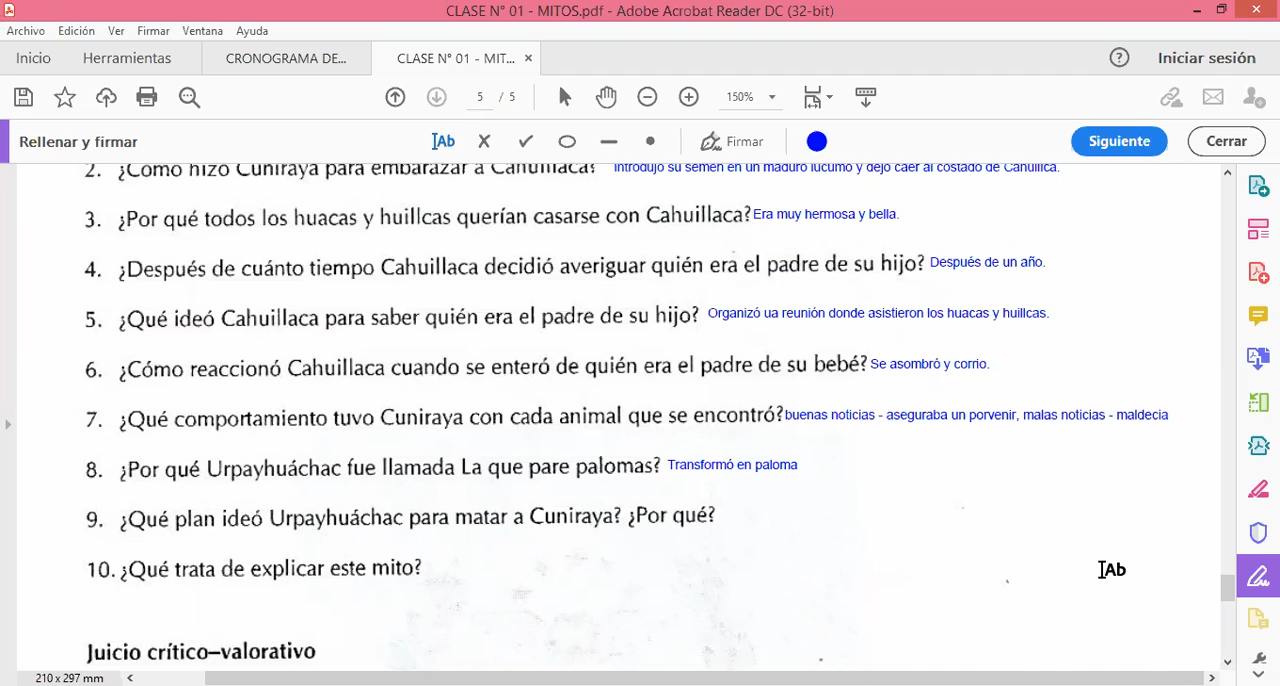 CLASE N° 01 - MITOS.pdf - Adobe Acrobat Reader DC (32-bit)
Archivo Edición Ver Firmar Ventana Ayuda
Inicio Herramientas CRONOGRAMA DE... CLASE N° 01 - MIT... × Iniciar sesión
5 / 5 150%
Rellenar y firmar Ab Firmar Siguiente Cerrar
2. ¿Cómo hizo Cuniraya para embarazar a Cahuillaca? Introdujo su semen en un maduro lúcumo y dejó caer al costado de Cahuillca.
3. ¿Por qué todos los huacas y huillcas querían casarse con Cahuillaca? Era muy hermosa y bella.
4. ¿Después de cuánto tiempo Cahuillaca decidió averiguar quién era el padre de su hijo? Después de un año.
5. ¿Qué ideó Cahuillaca para saber quién era el padre de su hijo? Organizó ua reunión donde asistieron los huacas y huillcas.
6. ¿Cómo reaccionó Cahuillaca cuando se enteró de quién era el padre de su bebé? Se asombró y corrio.
7. ¿Qué comportamiento tuvo Cuniraya con cada animal que se encontró? buenas noticias - aseguraba un porvenir, malas noticias - maldecia
8. ¿Por qué Urpayhuáchac fue llamada La que pare palomas? Transformó en paloma
9. ¿Qué plan ideó Urpayhuáchac para matar a Cuniraya? ¿Por qué?
10. ¿Qué trata de explicar este mito?
Ab
Juicio crítico–valorativo
210 x 297 mm